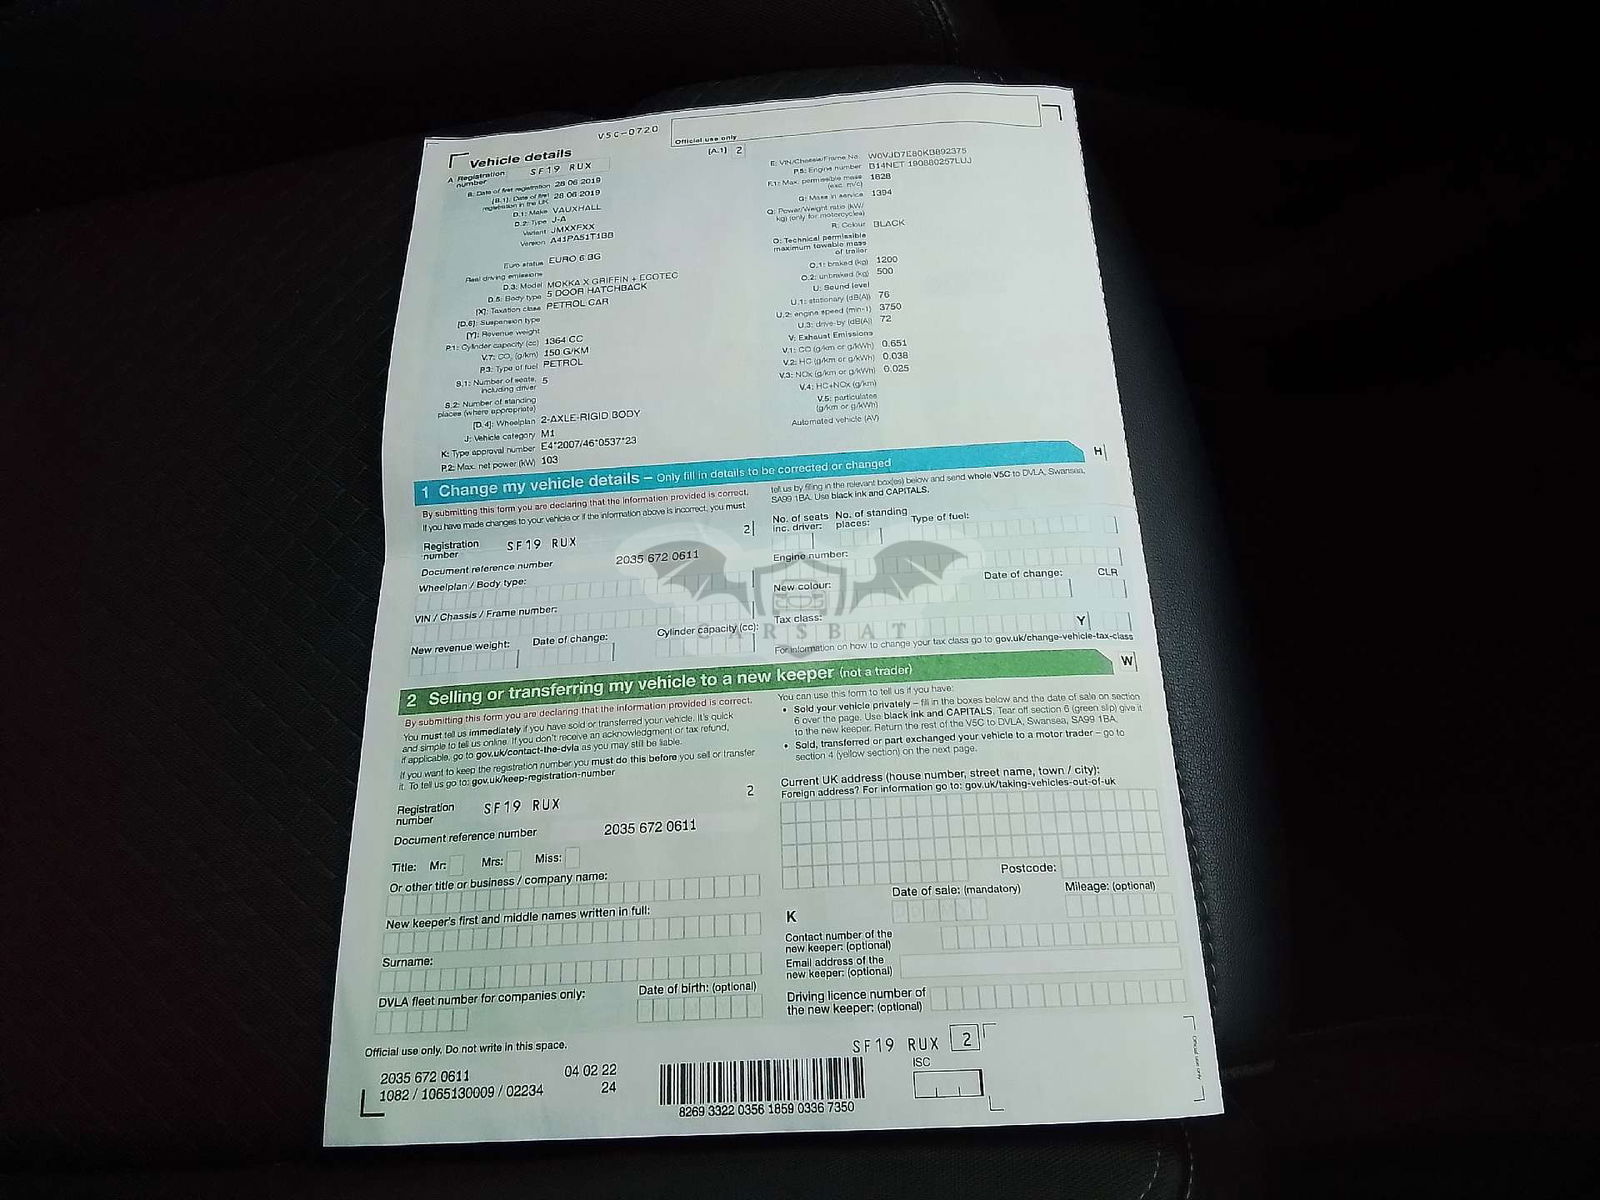 V5C-0720
Official use only
Vehicle details
[A.1] 2
A Registration number SF19 RUX
B: Date of first registration 28 06 2019
[B.1]: Date of first registration in the UK 28 06 2019
D.1: Make VAUXHALL
D.2: Type J-A
Variant JMXXFXX
Version A41PA51T1BB
Euro status EURO 6 BG
Real driving emissions
D.3: Model MOKKA X GRIFFIN + ECOTEC
D.5: Body type 5 DOOR HATCHBACK
[X]: Taxation class PETROL CAR
[D.6]: Suspension type
[Y]: Revenue weight
P.1: Cylinder capacity (cc) 1364 CC
V.7: CO₂ (g/km) 150 G/KM
P.3: Type of fuel PETROL
S.1: Number of seats, including driver 5
S.2: Number of standing places (where appropriate)
[D.4]: Wheelplan 2-AXLE-RIGID BODY
J: Vehicle category M1
K: Type approval number E4*2007/46*0537*23
P.2: Max. net power (kW) 103
E: VIN/Chassis/Frame No. W0VJD7E80KB892375
P.5: Engine number B14NET 190880257LUJ
F.1: Max. permissible mass (exc. m/c) 1828
G: Mass in service 1394
Q: Power/Weight ratio (kW/kg) (only for motorcycles)
R: Colour BLACK
O: Technical permissible maximum towable mass of trailer
O.1: braked (kg) 1200
O.2: unbraked (kg) 500
U: Sound level
U.1: stationary (dB(A)) 76
U.2: engine speed (min-1) 3750
U.3: drive-by (dB(A)) 72
V: Exhaust Emissions
V.1: CO (g/km or g/kWh) 0.651
V.2: HC (g/km or g/kWh) 0.038
V.3: NOx (g/km or g/kWh) 0.025
V.4: HC+NOx (g/km)
V.5: particulates (g/km or g/kWh)
Automated vehicle (AV)
1 Change my vehicle details – Only fill in details to be corrected or changed
H
By submitting this form you are declaring that the information provided is correct.
If you have made changes to your vehicle or if the information above is incorrect, you must
tell us by filing in the relevant box(es) below and send whole V5C to DVLA, Swansea,
SA99 1BA. Use black ink and CAPITALS.
2
Registration number SF19 RUX
Document reference number 2035 672 0611
Wheelplan / Body type:
VIN / Chassis / Frame number:
New revenue weight: Date of change: Cylinder capacity (cc):
No. of seats inc. driver: No. of standing places: Type of fuel:
Engine number:
New colour: Date of change: CLR
Tax class: Y
For information on how to change your tax class go to gov.uk/change-vehicle-tax-class
CARSBAT
2 Selling or transferring my vehicle to a new keeper (not a trader)
W
By submitting this form you are declaring that the information provided is correct.
You must tell us immediately if you have sold or transferred your vehicle. It's quick
and simple to tell us online. If you don't receive an acknowledgment or tax refund,
if applicable, go to gov.uk/contact-the-dvla as you may still be liable.
If you want to keep the registration number you must do this before you sell or transfer
it. To tell us go to: gov.uk/keep-registration-number
2
Registration number SF19 RUX
Document reference number 2035 672 0611
Title: Mr: Mrs: Miss:
Or other title or business / company name:
New keeper's first and middle names written in full:
Surname:
DVLA fleet number for companies only: Date of birth: (optional)
You can use this form to tell us if you have:
• Sold your vehicle privately – fill in the boxes below and the date of sale on section
6 over the page. Use black ink and CAPITALS. Tear off section 6 (green slip) give it
to the new keeper. Return the rest of the V5C to DVLA, Swansea, SA99 1BA.
• Sold, transferred or part exchanged your vehicle to a motor trader – go to
section 4 (yellow section) on the next page.
Current UK address (house number, street name, town / city):
Foreign address? For information go to: gov.uk/taking-vehicles-out-of-uk
Postcode:
Date of sale: (mandatory) Mileage: (optional)
K
Contact number of the new keeper: (optional)
Email address of the new keeper: (optional)
Driving licence number of the new keeper: (optional)
Official use only. Do not write in this space.
2035 672 0611 04 02 22
1082 / 1065130009 / 02234 24
8269 3322 0356 1859 0336 7350
SF19 RUX 2
ISC
Official use only